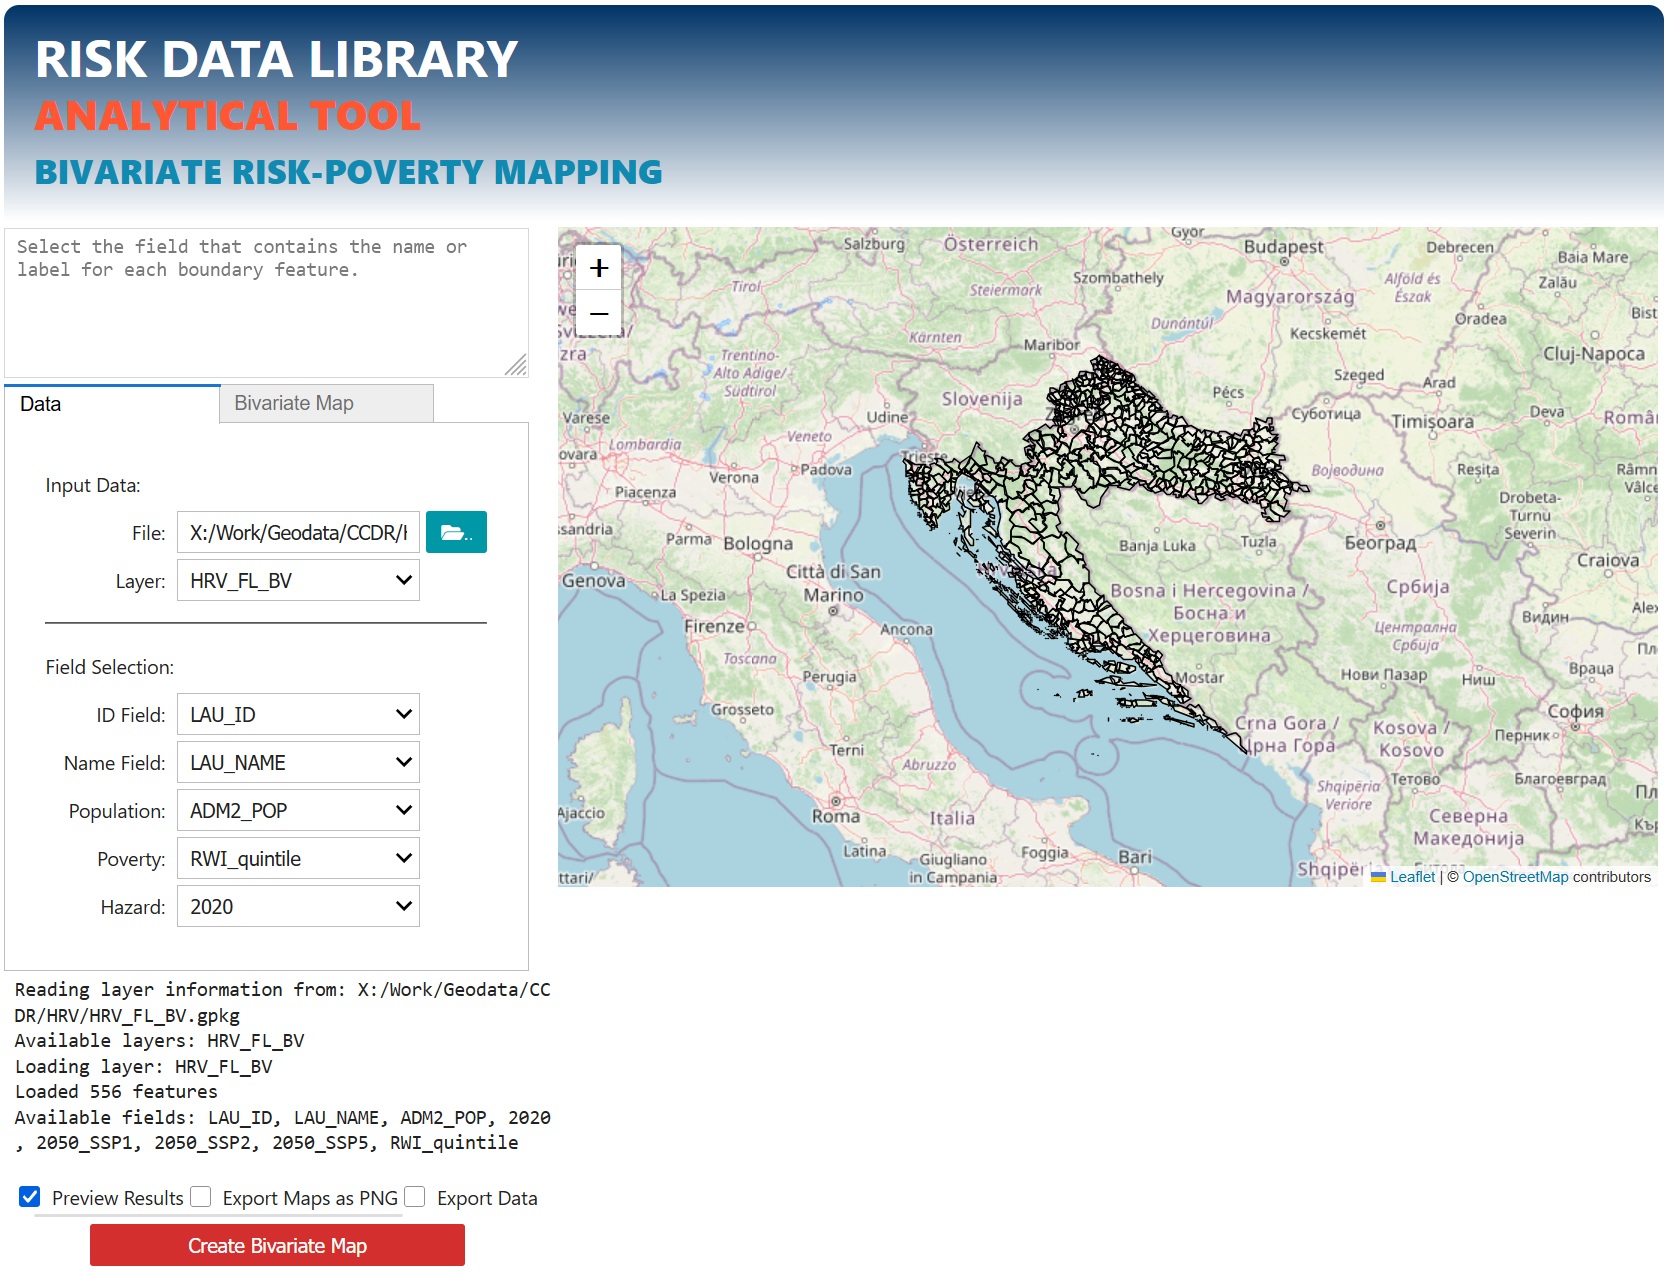 RISK DATA LIBRARY
ANALYTICAL TOOL
BIVARIATE RISK-POVERTY MAPPING
Select the field that contains the name or
label for each boundary feature.
Data
Bivariate Map
Input Data:
File: X:/Work/Geodata/CCDR/
Layer: HRV_FL_BV
Field Selection:
ID Field: LAU_ID
Name Field: LAU_NAME
Population: ADM2_POP
Poverty: RWI_quintile
Hazard: 2020
Reading layer information from: X:/Work/Geodata/CC
DR/HRV/HRV_FL_BV.gpkg
Available layers: HRV_FL_BV
Loading layer: HRV_FL_BV
Loaded 556 features
Available fields: LAU_ID, LAU_NAME, ADM2_POP, 2020
, 2050_SSP1, 2050_SSP2, 2050_SSP5, RWI_quintile
Preview Results
Export Maps as PNG
Export Data
Create Bivariate Map
+
−
Salzburg
Österreich
Győr
Budapest
Debrecen
Baia Mare
Szombathely
Alföld és
Észak
Zalău
Tirol
Steiermark
Magyarország
Oradea
Dunántúl
Kecskemét
Kärnten
Maribor
Cluj-Napoca
Trentino-
Alto Adige/
Südtirol
Szeged
Arad
Slovenija
Pécs
Суботица
Timișoara
Deva
Varese
Udine
Lombardia
Veneto
Trieste
Padova
Verona
Војводина
Reșița
Piacenza
Drobeta-
Turnu
Severin
Parma
Bologna
Banja Luka
Tuzla
Београд
Craiova
Genova
Città di San
Marino
La Spezia
Bosna i Hercegovina /
Босна и
Херцеговина
Србија
Видин
Firenze
Ancona
Централна
Србија
Toscana
Perugia
Mostar
Нови Пазар
Ниш
Враца
Grosseto
Crna Gora /
Црна Гора
Kosova /
Kosovo
София
Перник
Terni
Abruzzo
Shqipëria
Veriore
Тетово
Благоевград
Ajaccio
Roma
Italia
Северна
Македонија
Latina
Giugliano
in Campania
Foggia
Bari
Leaflet | © OpenStreetMap contributors